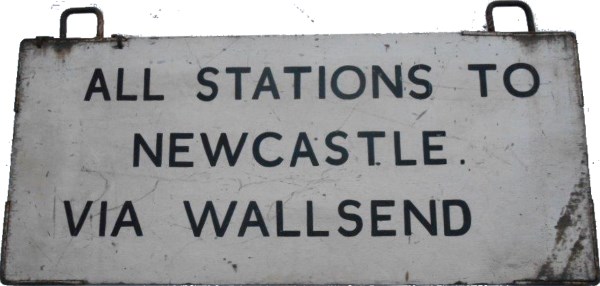 ALL STATIONS TO
NEWCASTLE.
VIA WALLSEND